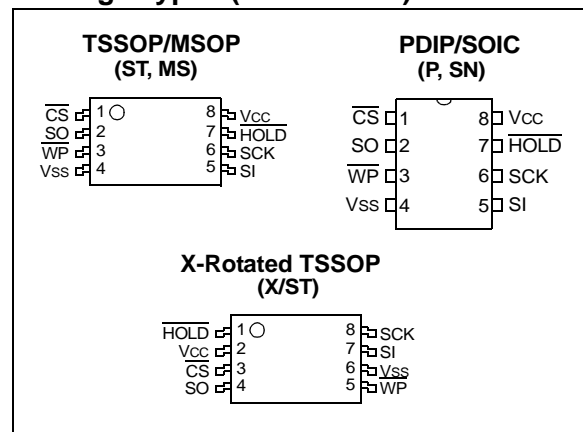 TSSOP/MSOP
(ST, MS)
CS 1 8 VCC
SO 2 7 HOLD
WP 3 6 SCK
VSS 4 5 SI
PDIP/SOIC
(P, SN)
CS 1 8 VCC
SO 2 7 HOLD
WP 3 6 SCK
VSS 4 5 SI
X-Rotated TSSOP
(X/ST)
HOLD 1 8 SCK
VCC 2 7 SI
CS 3 6 VSS
SO 4 5 WP